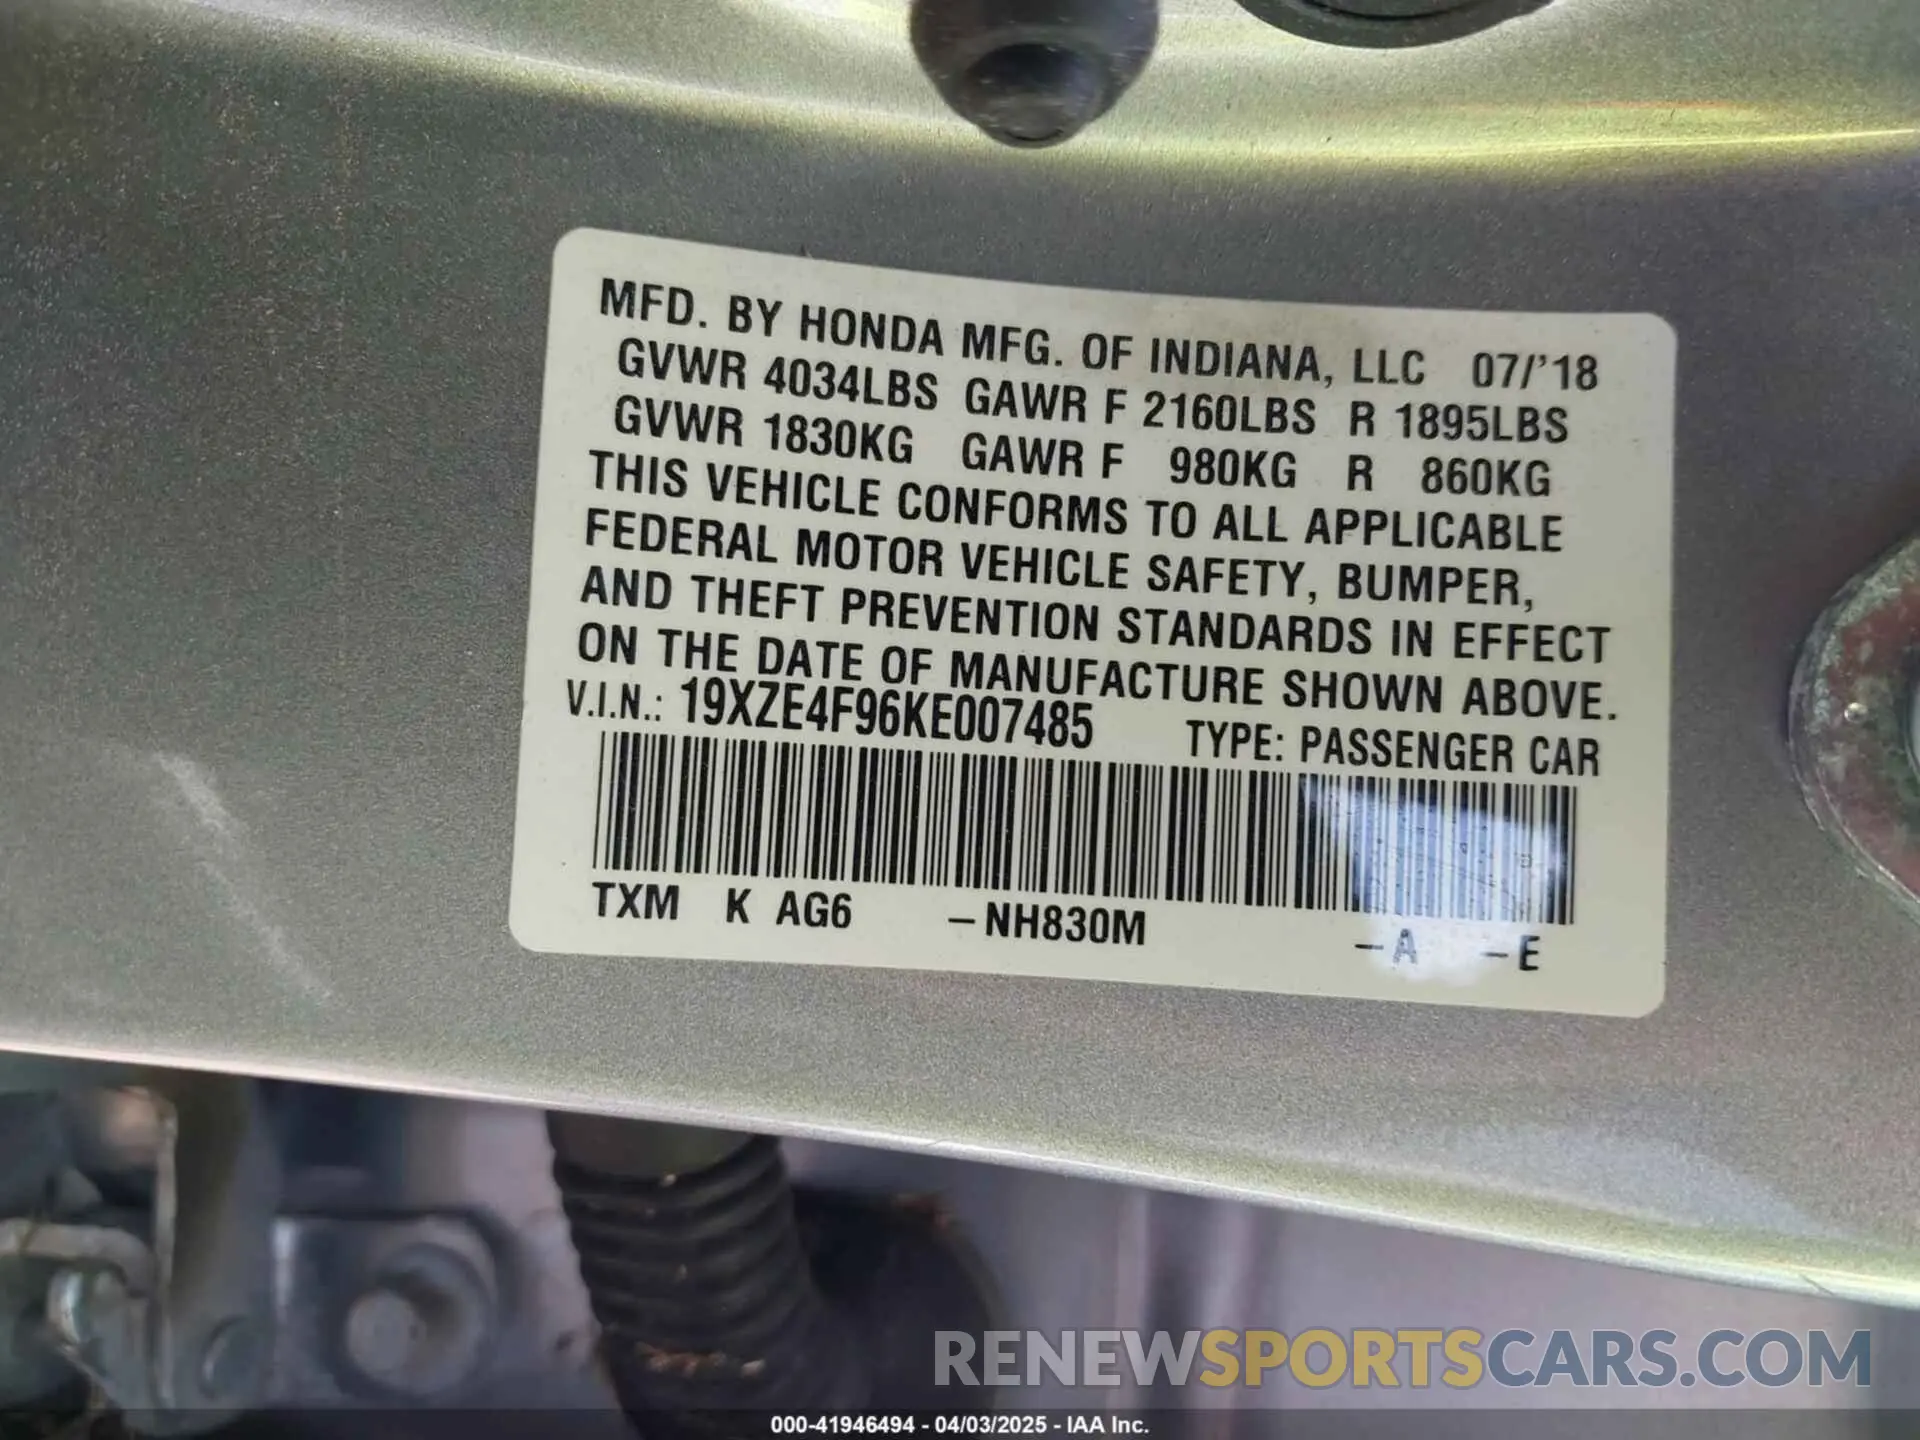 MFD. BY HONDA MFG. OF INDIANA, LLC 07/'18
GVWR 4034LBS GAWR F 2160LBS R 1895LBS
GVWR 1830KG GAWR F 980KG R 860KG
THIS VEHICLE CONFORMS TO ALL APPLICABLE
FEDERAL MOTOR VEHICLE SAFETY, BUMPER,
AND THEFT PREVENTION STANDARDS IN EFFECT
ON THE DATE OF MANUFACTURE SHOWN ABOVE.
V.I.N.: 19XZE4F96KE007485 TYPE: PASSENGER CAR
TXM K AG6 –NH830M –A –E
RENEWSPORTSCARS.COM
000-41946494 - 04/03/2025 - IAA Inc.